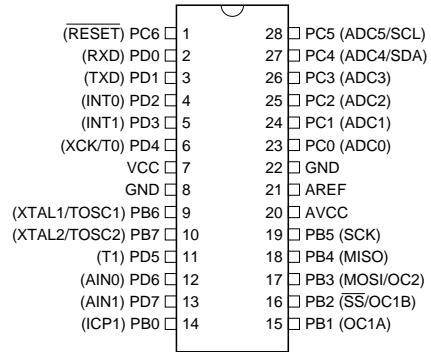 (RESET) PC6 1 28 PC5 (ADC5/SCL)
(RXD) PD0 2 27 PC4 (ADC4/SDA)
(TXD) PD1 3 26 PC3 (ADC3)
(INT0) PD2 4 25 PC2 (ADC2)
(INT1) PD3 5 24 PC1 (ADC1)
(XCK/T0) PD4 6 23 PC0 (ADC0)
VCC 7 22 GND
GND 8 21 AREF
(XTAL1/TOSC1) PB6 9 20 AVCC
(XTAL2/TOSC2) PB7 10 19 PB5 (SCK)
(T1) PD5 11 18 PB4 (MISO)
(AIN0) PD6 12 17 PB3 (MOSI/OC2)
(AIN1) PD7 13 16 PB2 (SS/OC1B)
(ICP1) PB0 14 15 PB1 (OC1A)